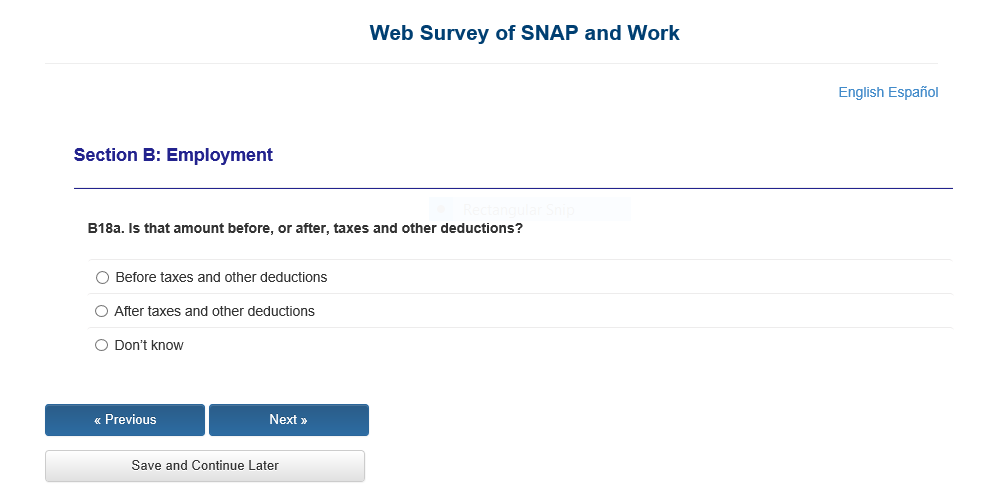 Web Survey of SNAP and Work
English Español
Section B: Employment
Rectangular Snip
B18a. Is that amount before, or after, taxes and other deductions?
Before taxes and other deductions
After taxes and other deductions
Don’t know
« Previous
Next »
Save and Continue Later